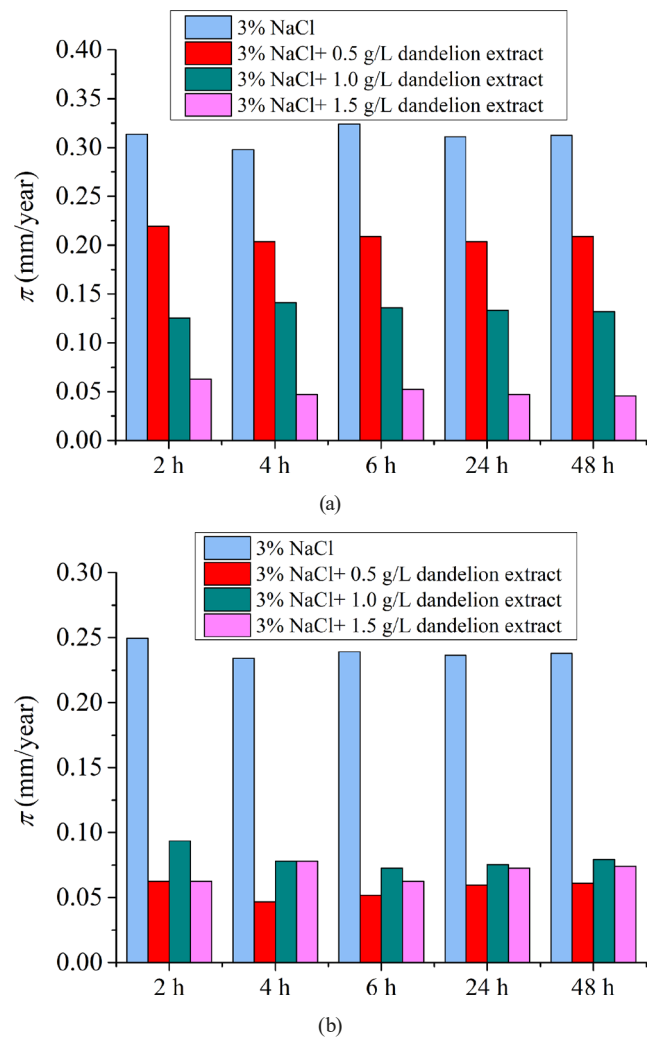 3% NaCl
3% NaCl+ 0.5 g/L dandelion extract
3% NaCl+ 1.0 g/L dandelion extract
3% NaCl+ 1.5 g/L dandelion extract
0.40
0.35
0.30
0.25
0.20
0.15
0.10
0.05
0.00
π (mm/year)
2 h 4 h 6 h 24 h 48 h
(a)
3% NaCl
3% NaCl+ 0.5 g/L dandelion extract
3% NaCl+ 1.0 g/L dandelion extract
3% NaCl+ 1.5 g/L dandelion extract
0.30
0.25
0.20
0.15
0.10
0.05
0.00
π (mm/year)
2 h 4 h 6 h 24 h 48 h
(b)